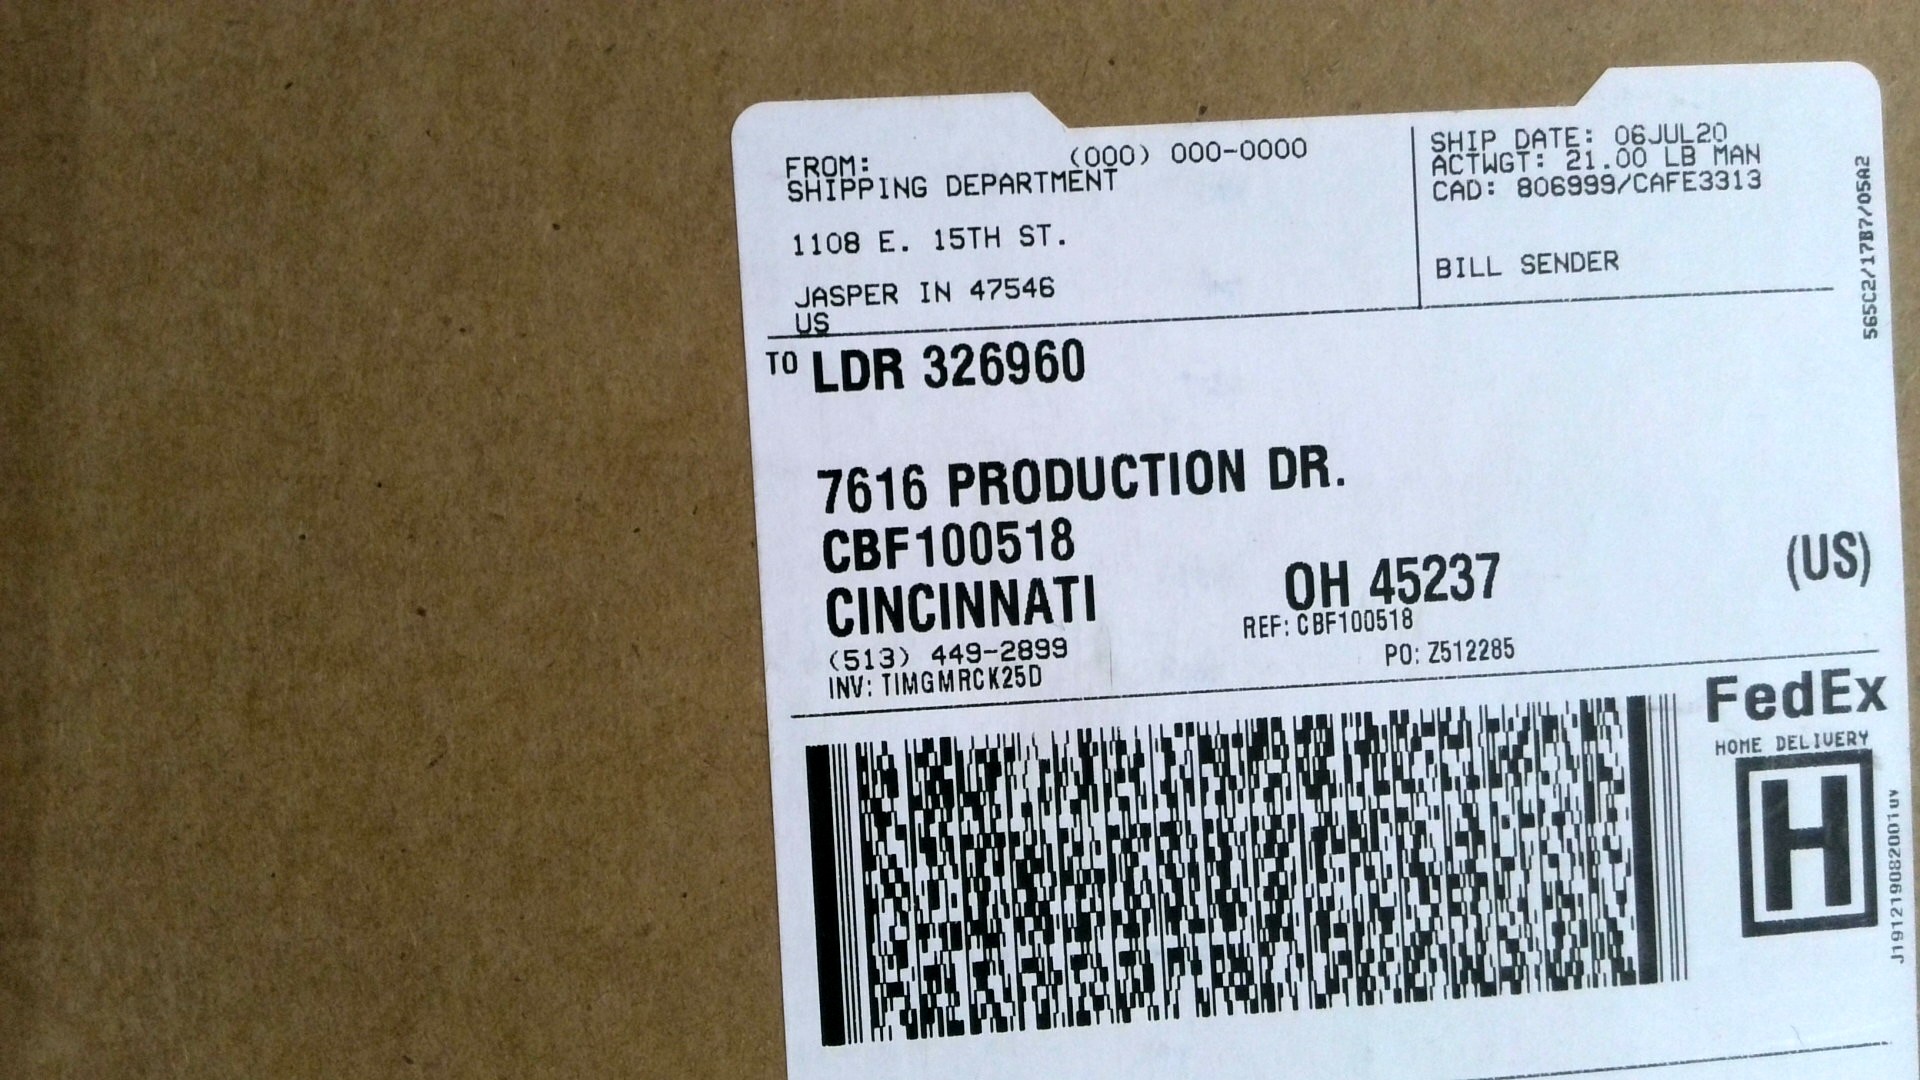 FROM: (000) 000-0000
SHIPPING DEPARTMENT
1108 E. 15TH ST.
JASPER IN 47546
US
SHIP DATE: 06JUL20
ACTWGT: 21.00 LB MAN
CAD: 806999/CAFE3313
BILL SENDER
565C2/17B7/05A2
TO LDR 326960
7616 PRODUCTION DR.
CBF100518
CINCINNATI OH 45237 (US)
(513) 449-2899 REF: CBF100518
INV: TIMGMRCK25D PO: Z512285
FedEx
HOME DELIVERY
H
J191219082001uv